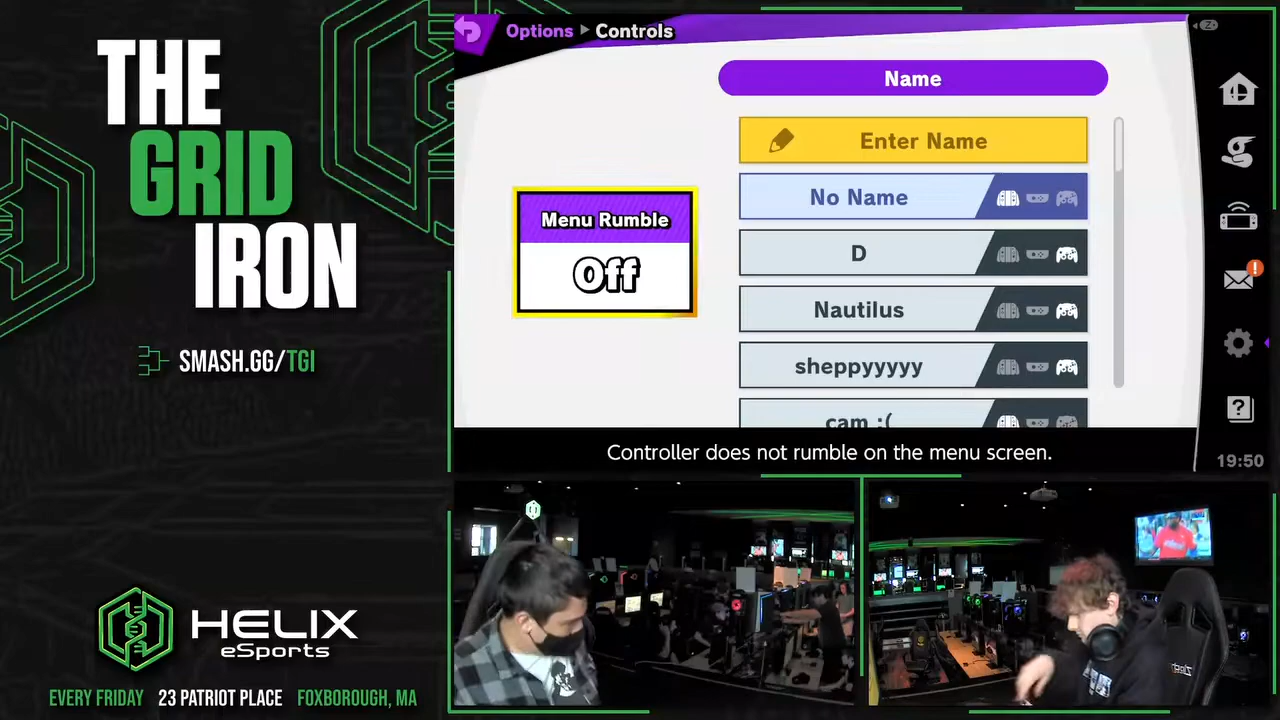 THE
GRID
IRON
SMASH.GG/TGI
HELIX
eSports
EVERY FRIDAY 23 PATRIOT PLACE FOXBOROUGH, MA
Options ▸ Controls
Name
Enter Name
No Name
D
Nautilus
sheppyyyyy
cam :(
Menu Rumble
Off
Controller does not rumble on the menu screen.
19:50